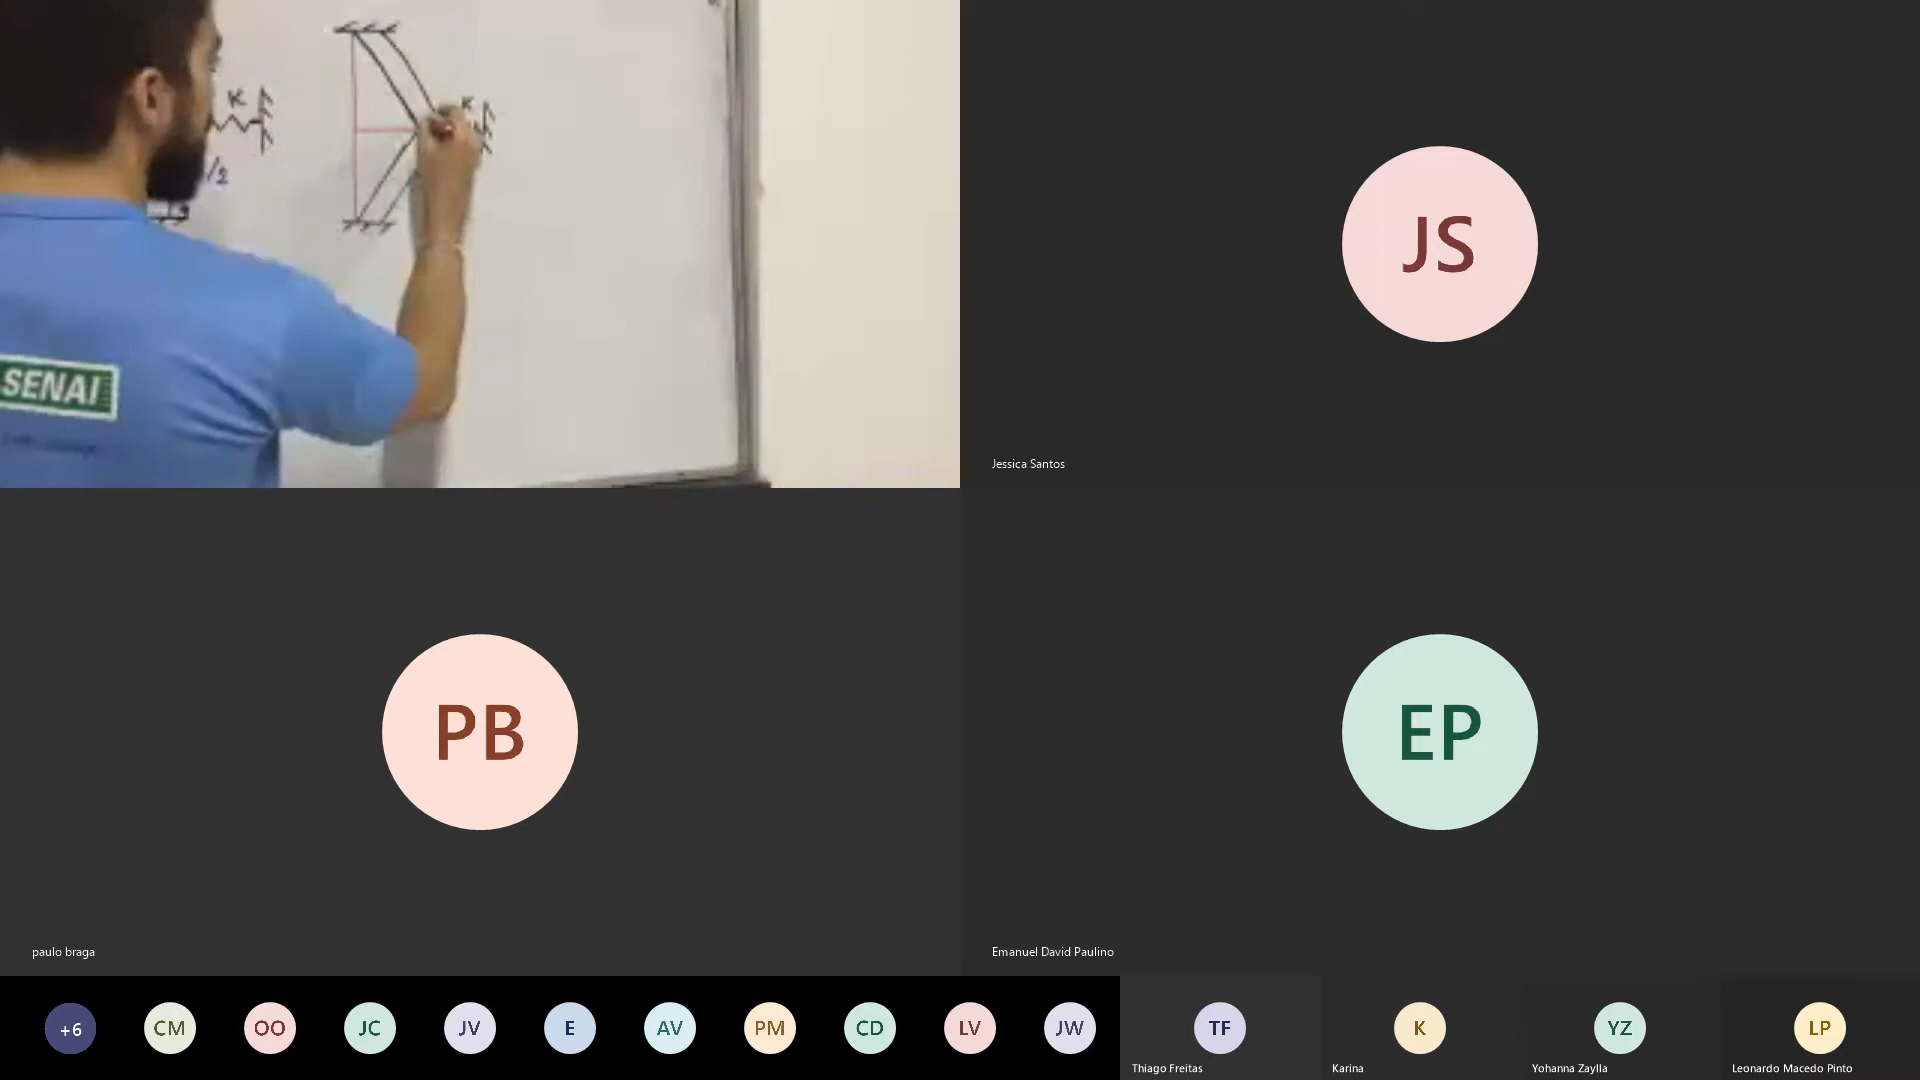 K
K
/2
SENAI
JS
Jessica Santos
PB
EP
paulo braga
Emanuel David Paulino
+6
CM
OO
JC
JV
E
AV
PM
CD
LV
JW
TF
K
YZ
LP
Thiago Freitas
Karina
Yohanna Zaylla
Leonardo Macedo Pinto